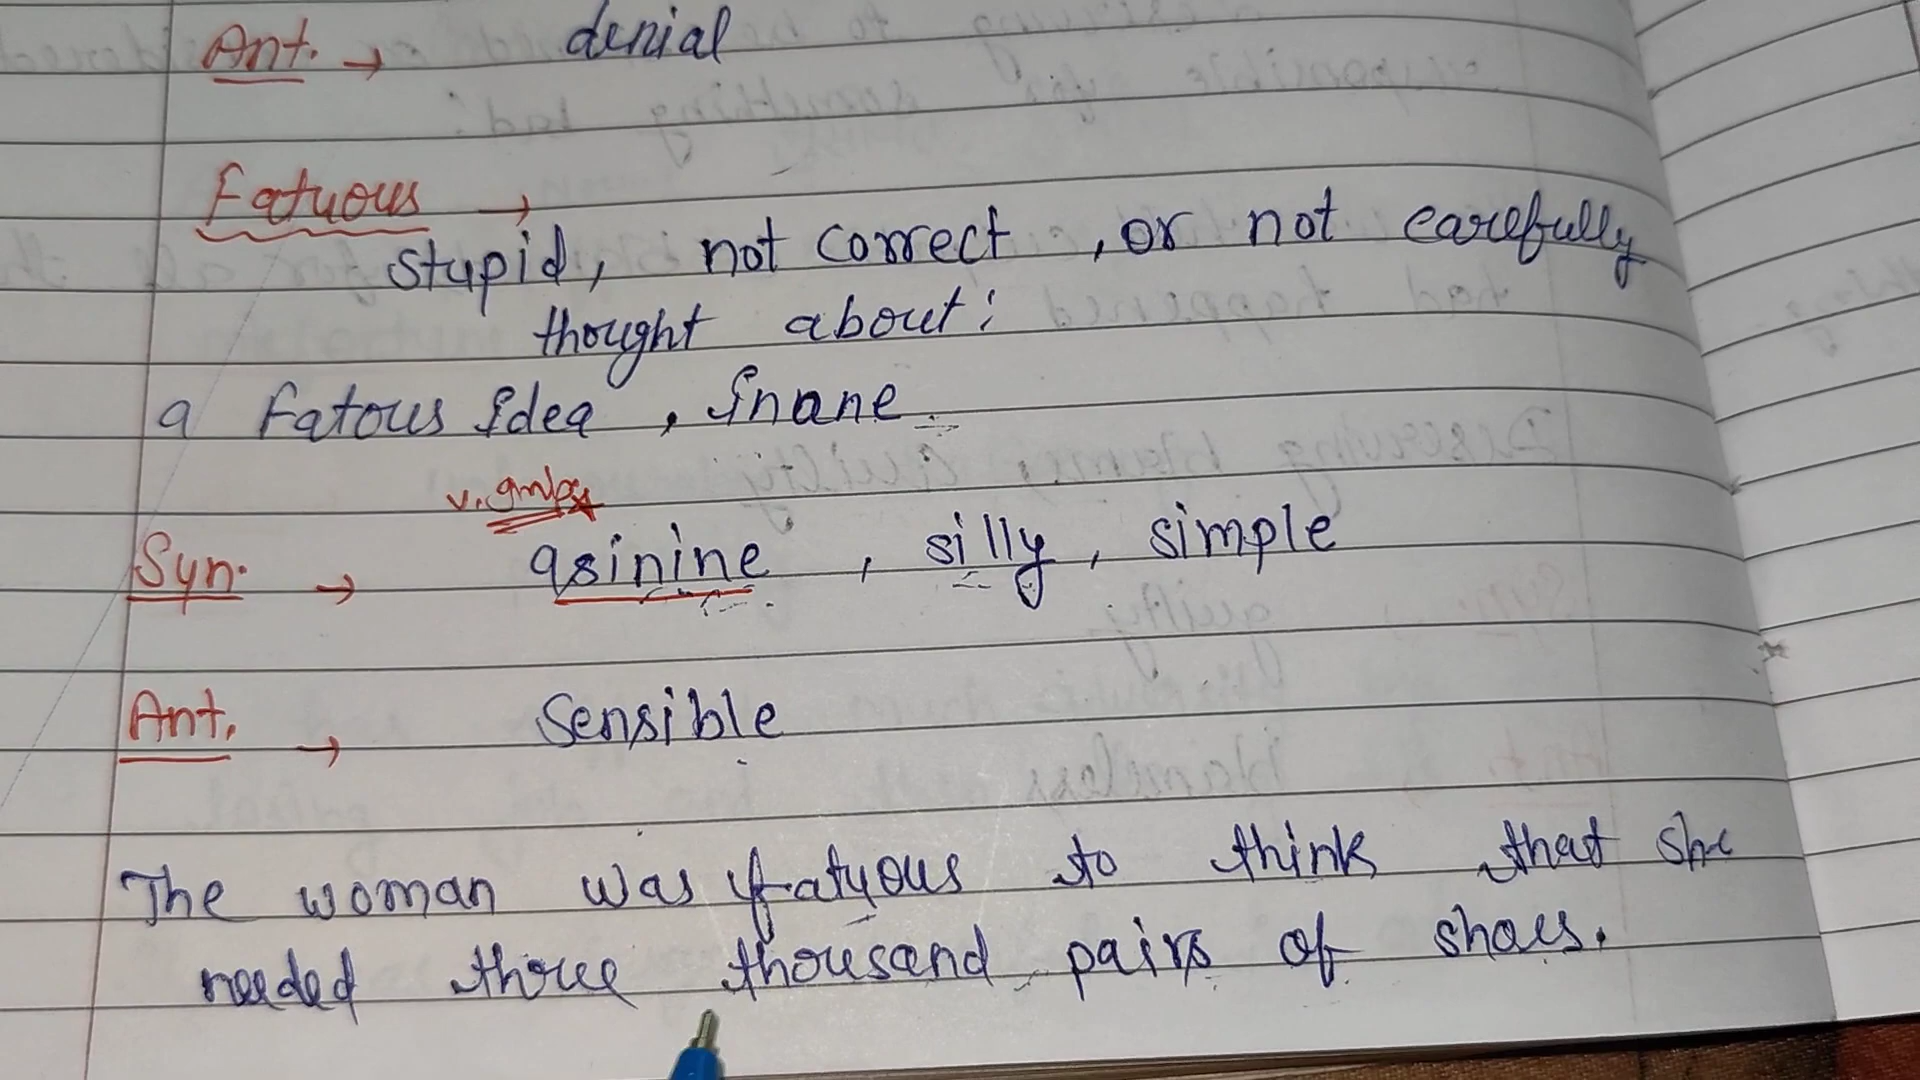 Ant. → denial
Fatuous →
stupid, not correct, or not carefully
thought about:
a Fatous Idea, Inane
v. Imp
Syn. → asinine, silly, simple
Ant. → Sensible
The woman was fatuous to think that she
needed three thousand pairs of shoes.